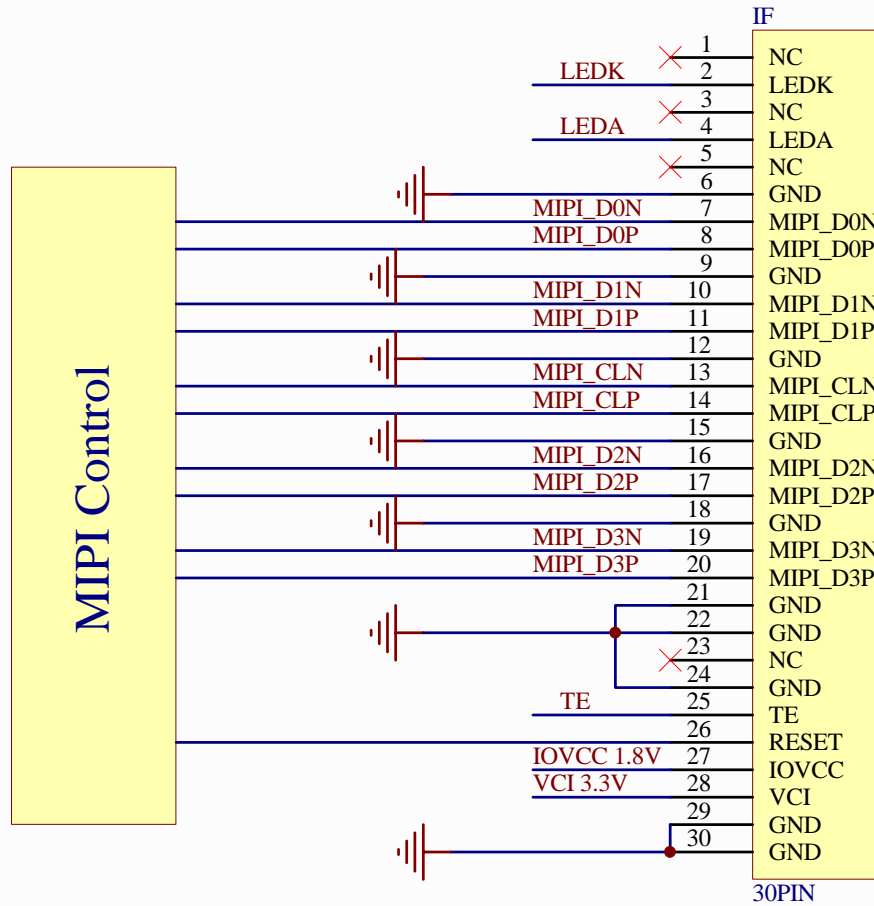 IF
1 NC
LEDK 2 LEDK
3 NC
LEDA 4 LEDA
5 NC
6 GND
MIPI_D0N 7 MIPI_D0N
MIPI_D0P 8 MIPI_D0P
9 GND
MIPI_D1N 10 MIPI_D1N
MIPI_D1P 11 MIPI_D1P
12 GND
MIPI_CLN 13 MIPI_CLN
MIPI_CLP 14 MIPI_CLP
15 GND
MIPI_D2N 16 MIPI_D2N
MIPI_D2P 17 MIPI_D2P
18 GND
MIPI_D3N 19 MIPI_D3N
MIPI_D3P 20 MIPI_D3P
21 GND
22 GND
23 NC
24 GND
TE 25 TE
26 RESET
IOVCC 1.8V 27 IOVCC
VCI 3.3V 28 VCI
29 GND
30 GND
30PIN
MIPI Control